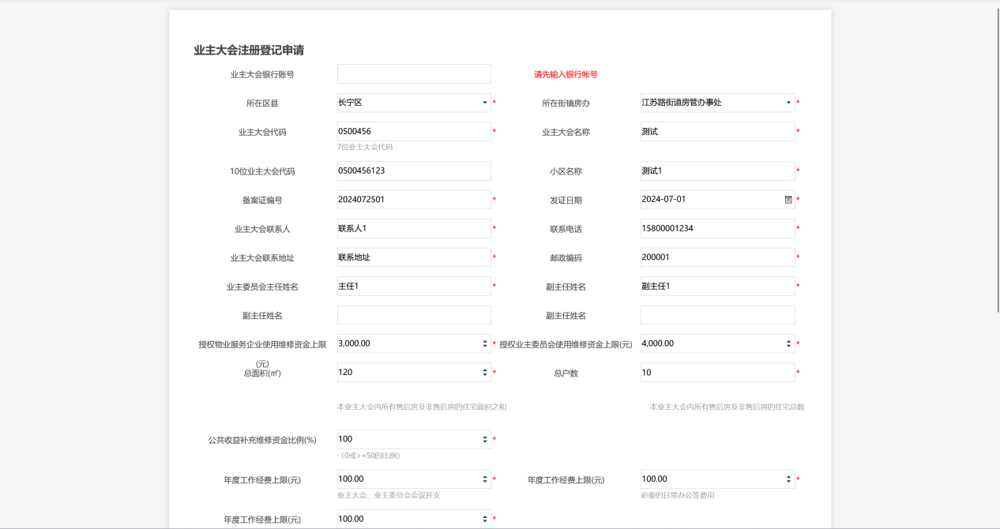 业主大会注册登记申请
业主大会银行账号 请先输入银行帐号
所在区县 长宁区 * 所在街镇房办 江苏路街道房管办事处 *
业主大会代码 0500456 * 业主大会名称 测试 *
7位业主大会代码
10位业主大会代码 0500456123 小区名称 测试1 *
备案证编号 2024072501 * 发证日期 2024-07-01 *
业主大会联系人 联系人1 * 联系电话 15800001234 *
业主大会联系地址 联系地址 * 邮政编码 200001 *
业主委员会主任姓名 主任1 * 副主任姓名 副主任1 *
副主任姓名 副主任姓名
授权物业服务企业使用维修资金上限 3,000.00 * 授权业主委员会使用维修资金上限(元) 4,000.00 *
(元)
总面积(㎡) 120 * 总户数 10 *
本业主大会内所有售后房及非售后房的住宅面积之和 本业主大会内所有售后房及非售后房的住宅总数
公共收益补充维修资金比例(%) 100 *
(0或>=50的比例)
年度工作经费上限(元) 100.00 * 年度工作经费上限(元) 100.00 *
业主大会、业主委员会会议开支 必要的日常办公等费用
年度工作经费上限(元) 100.00 *